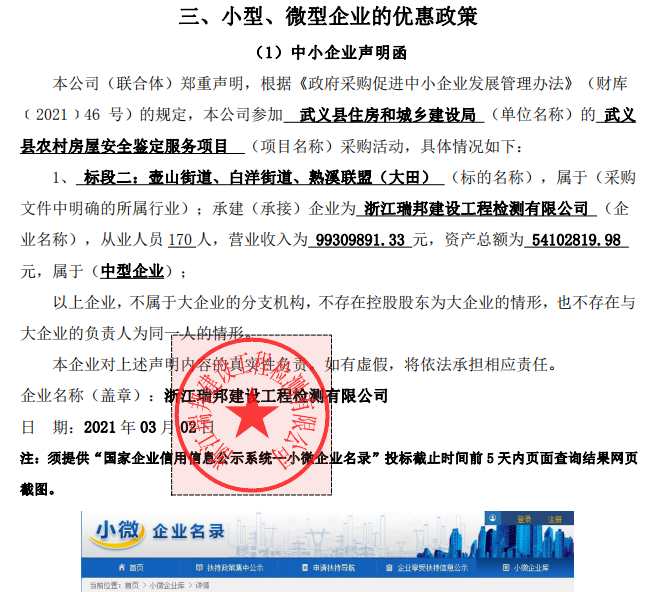 三、小型、微型企业的优惠政策
（1）中小企业声明函
本公司（联合体）郑重声明，根据《政府采购促进中小企业发展管理办法》（财库
﹝2021﹞46 号）的规定，本公司参加 武义县住房和城乡建设局 （单位名称）的 武义
县农村房屋安全鉴定服务项目 （项目名称）采购活动，具体情况如下：
1、 标段二：壶山街道、白洋街道、熟溪联盟（大田） （标的名称），属于（采购
文件中明确的所属行业）；承建（承接）企业为 浙江瑞邦建设工程检测有限公司 （企
业名称），从业人员 170 人，营业收入为 99309891.33 元，资产总额为 54102819.98
元，属于（中型企业）；
以上企业，不属于大企业的分支机构，不存在控股股东为大企业的情形，也不存在与
大企业的负责人为同一人的情形。
本企业对上述声明内容的真实性负责。如有虚假，将依法承担相应责任。
企业名称（盖章）：浙江瑞邦建设工程检测有限公司
日 期：2021 年 03 月 02 日
浙江瑞邦建设工程检测有限公司
注：须提供“国家企业信用信息公示系统—小微企业名录”投标截止时间前 5 天内页面查询结果网页
截图。
登录 注册
小微 企业名录
首页 扶持政策集中公示 申请扶持导航 企业享受扶持信息公示 小微企业库
当前位置：首页 > 小微企业库 > 详情